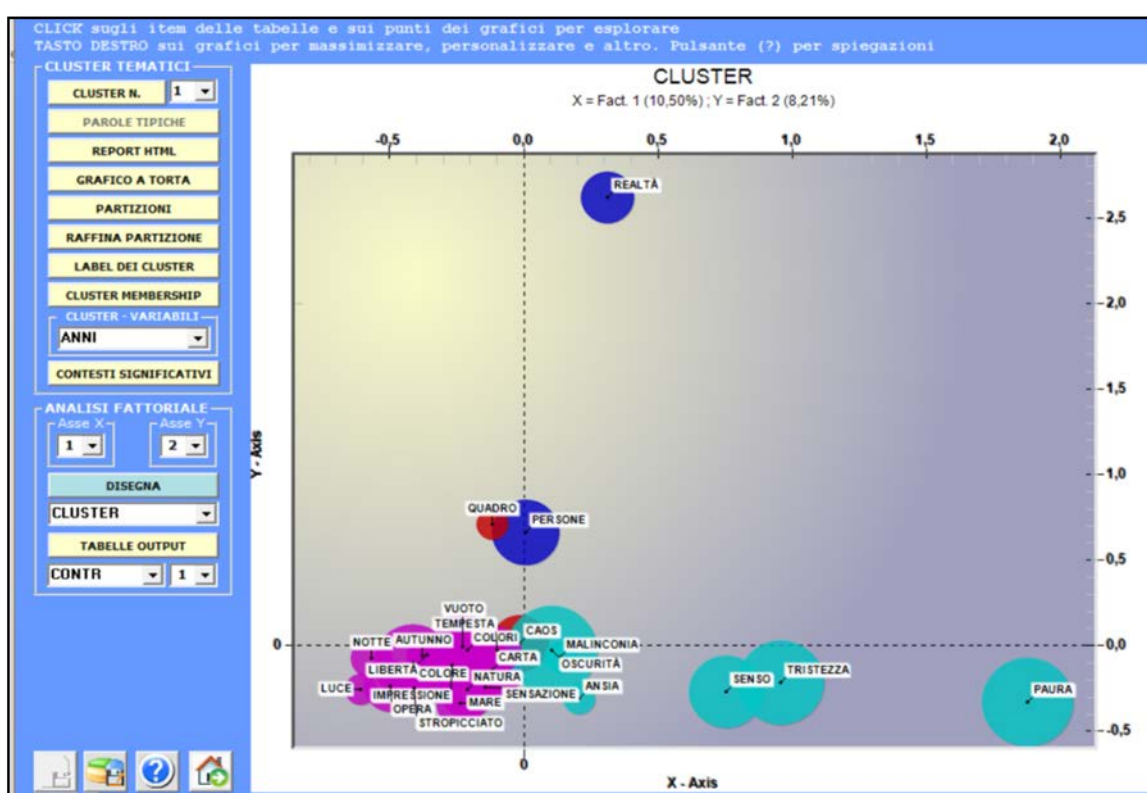 CLICK sugli item delle tabelle e sui punti dei grafici per esplorare
TASTO DESTRO sui grafici per massimizzare, personalizzare e altro. Pulsante (?) per spiegazioni
CLUSTER TEMATICI
CLUSTER N. 1
PAROLE TIPICHE
REPORT HTML
GRAFICO A TORTA
PARTIZIONI
RAFFINA PARTIZIONE
LABEL DEI CLUSTER
CLUSTER MEMBERSHIP
CLUSTER - VARIABILI
ANNI
CONTESTI SIGNIFICATIVI
ANALISI FATTORIALE
Asse X Asse Y
1 2
DISEGNA
CLUSTER
TABELLE OUTPUT
CONTR 1
CLUSTER
X = Fact. 1 (10,50%) ; Y = Fact. 2 (8,21%)
-0,5 0,0 0,5 1,0 1,5 2,0
REALTÀ
-2,5
-2,0
-1,5
Y - Axis
-1,0
QUADRO
PERSONE
-0,5
VUOTO
TEMPESTA
CAOS
NOTTE AUTUNNO COLORI
0 MALINCONIA -0,0
CARTA
OSCURITÀ
LIBERTÀ COLORE NATURA
TRISTEZZA
SENSO
LUCE IMPRESSIONE SENSAZIONE ANSIA
PAURA
OPERA MARE
STROPICCIATO
-0,5
0
X - Axis